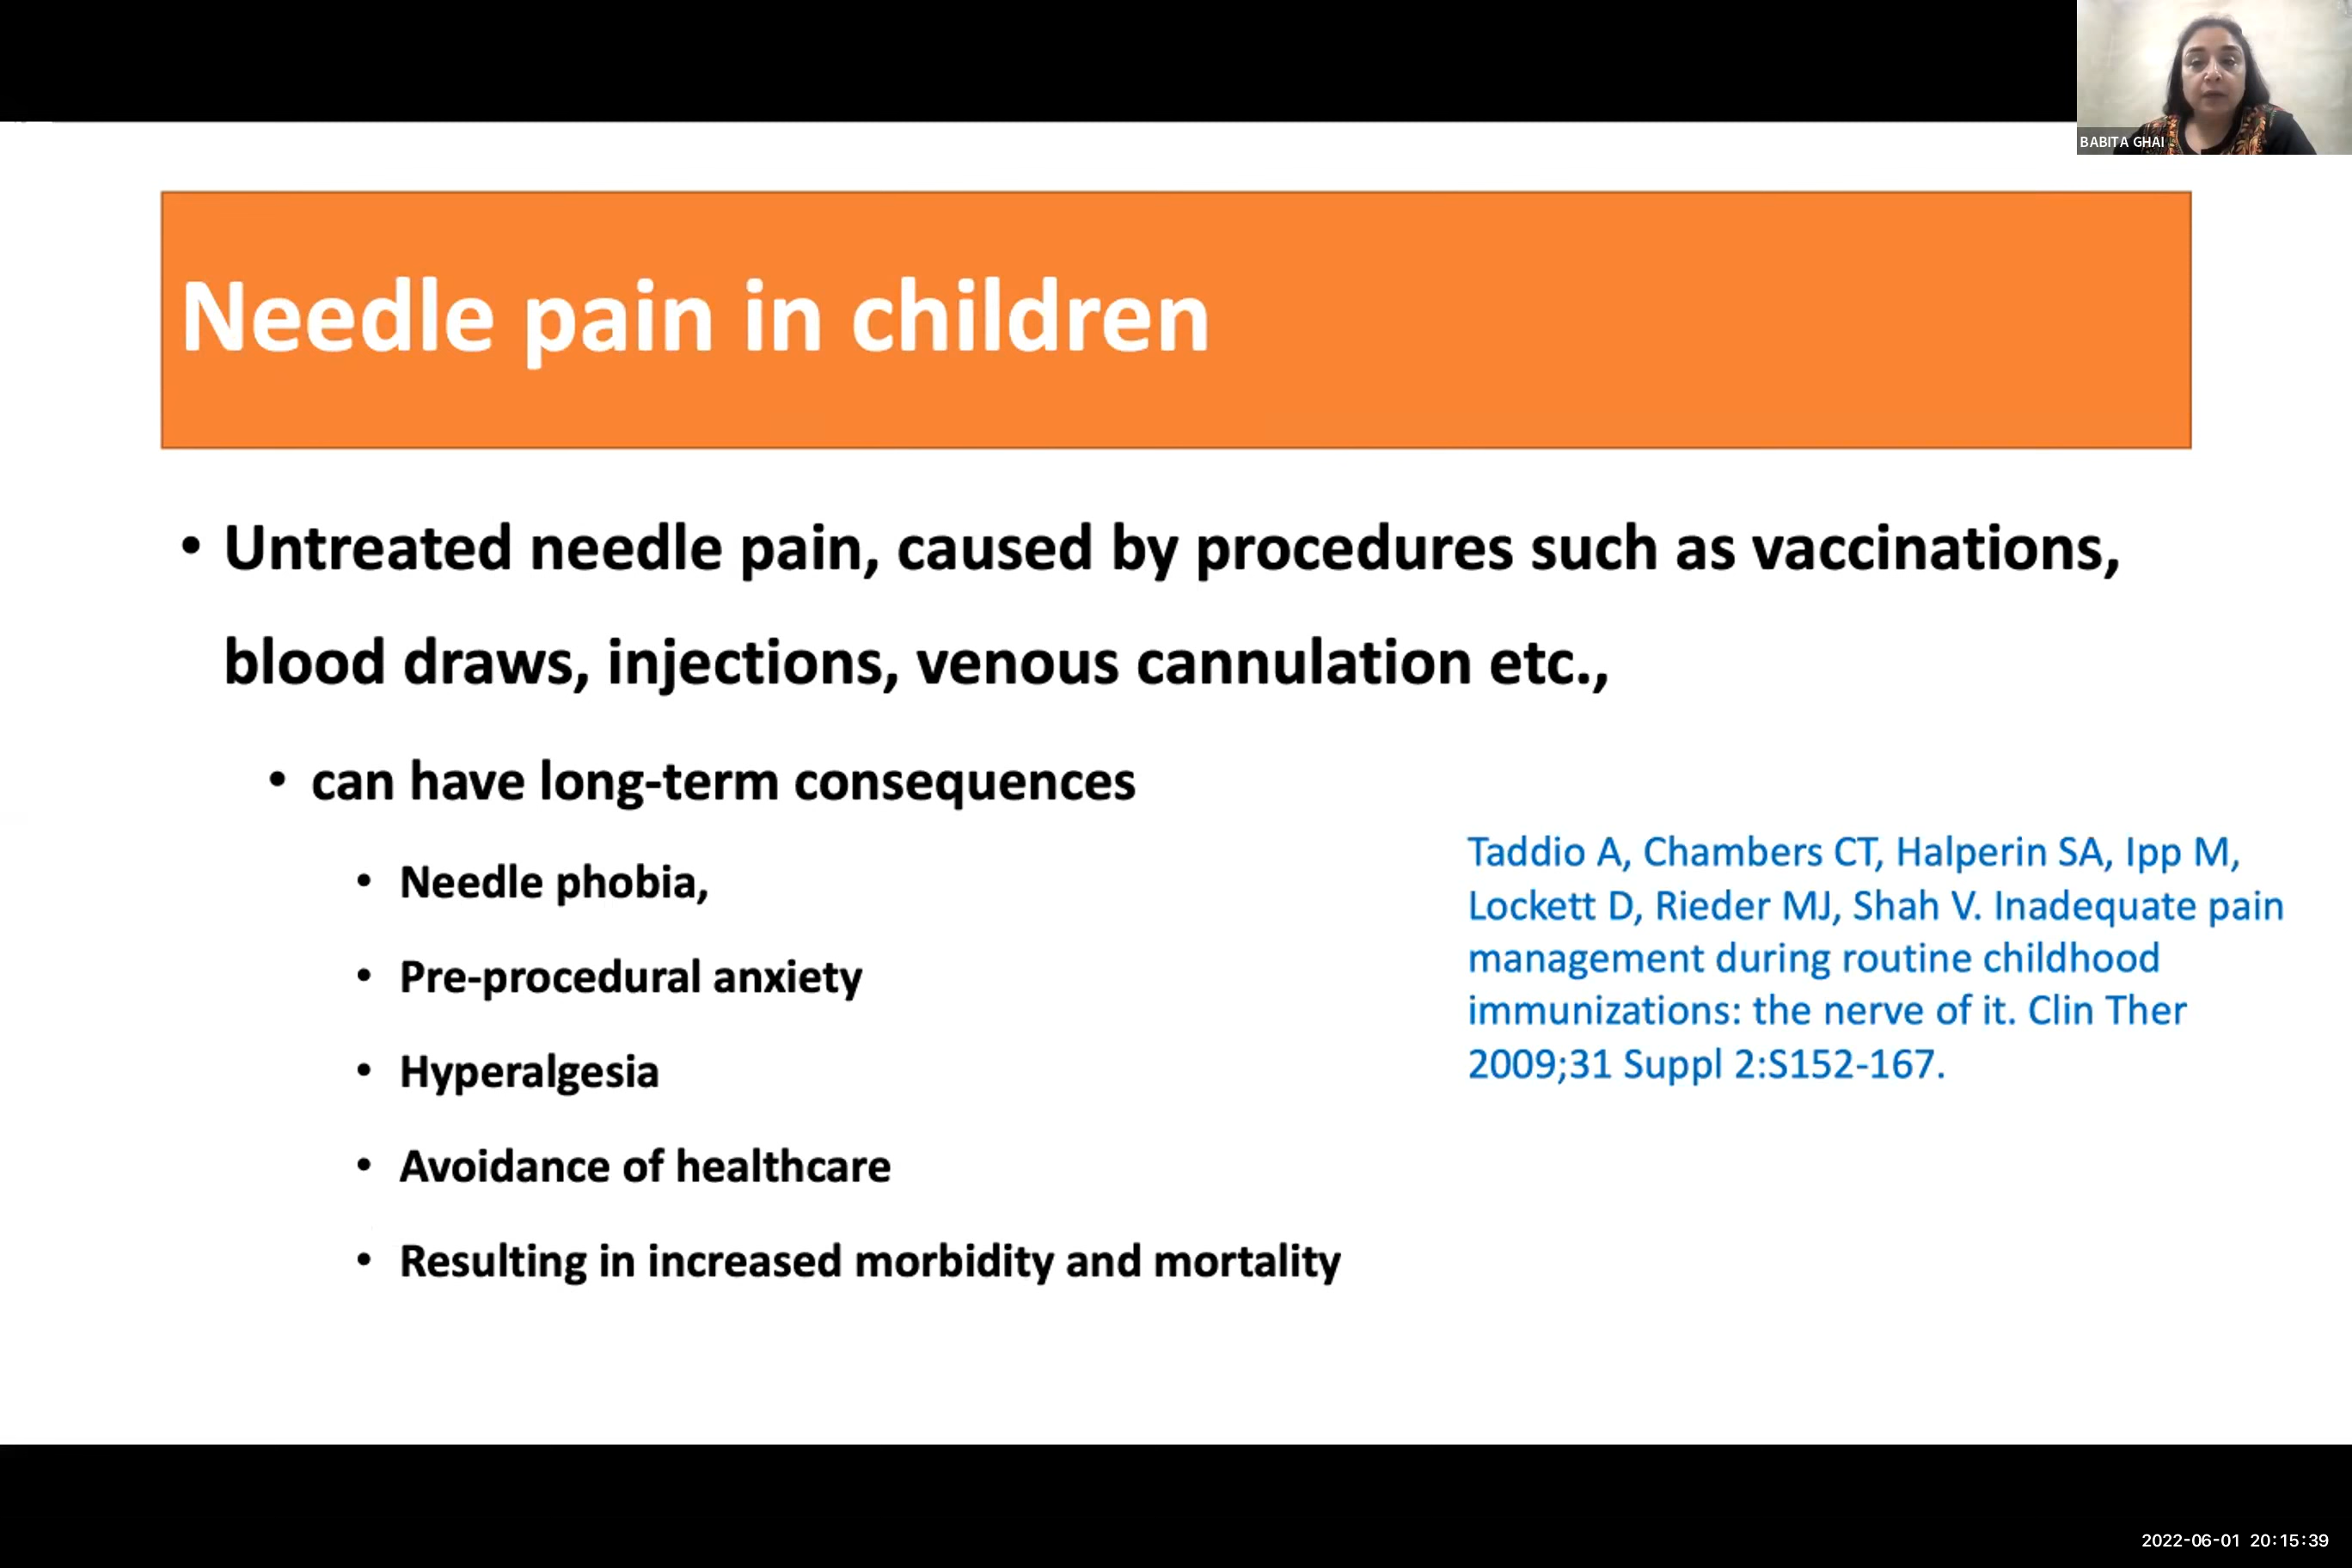 BABITA GHAI
Needle pain in children
• Untreated needle pain, caused by procedures such as vaccinations,
blood draws, injections, venous cannulation etc.,
• can have long-term consequences
• Needle phobia,
• Pre-procedural anxiety
• Hyperalgesia
• Avoidance of healthcare
• Resulting in increased morbidity and mortality
Taddio A, Chambers CT, Halperin SA, Ipp M,
Lockett D, Rieder MJ, Shah V. Inadequate pain
management during routine childhood
immunizations: the nerve of it. Clin Ther
2009;31 Suppl 2:S152-167.
2022-06-01 20:15:39